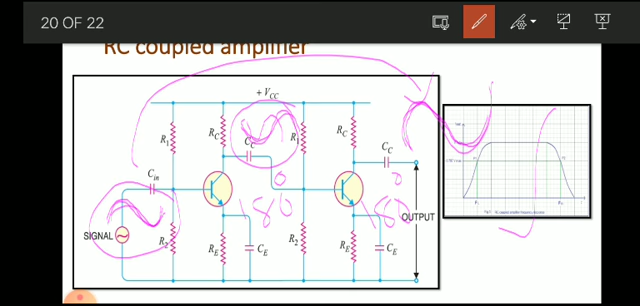 20 OF 22
RC coupled amplifier
+ VCC
R1
RC
CC
R1
RC
CC
Cin
180°
180°
OUTPUT
SIGNAL
R2
RE
CE
R2
RE
CE